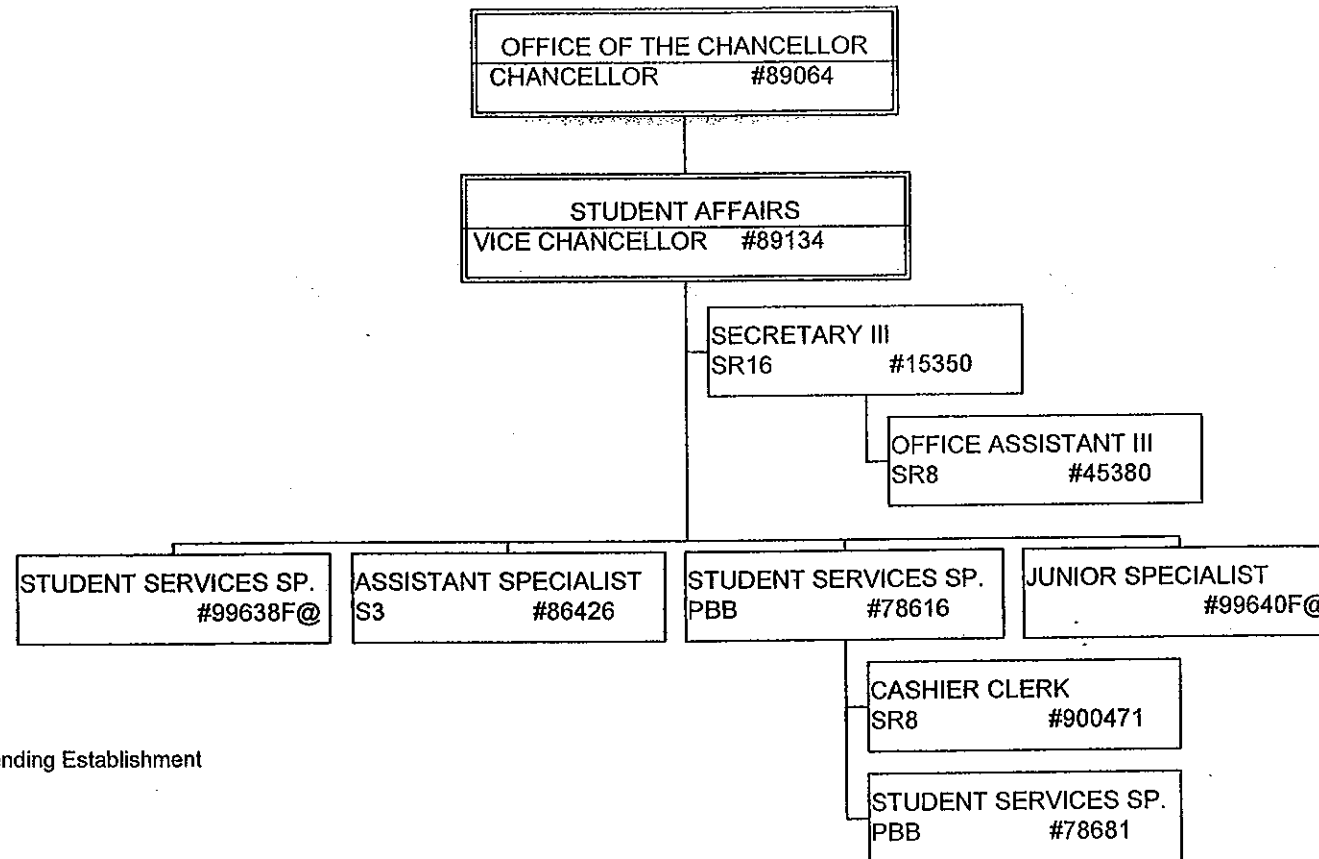 OFFICE OF THE CHANCELLOR
CHANCELLOR #89064
STUDENT AFFAIRS
VICE CHANCELLOR #89134
SECRETARY III
SR16 #15350
OFFICE ASSISTANT III
SR8 #45380
STUDENT SERVICES SP.
#99638F@
ASSISTANT SPECIALIST
S3 #86426
STUDENT SERVICES SP.
PBB #78616
JUNIOR SPECIALIST
#99640F@
CASHIER CLERK
SR8 #900471
STUDENT SERVICES SP.
PBB #78681
Establishment